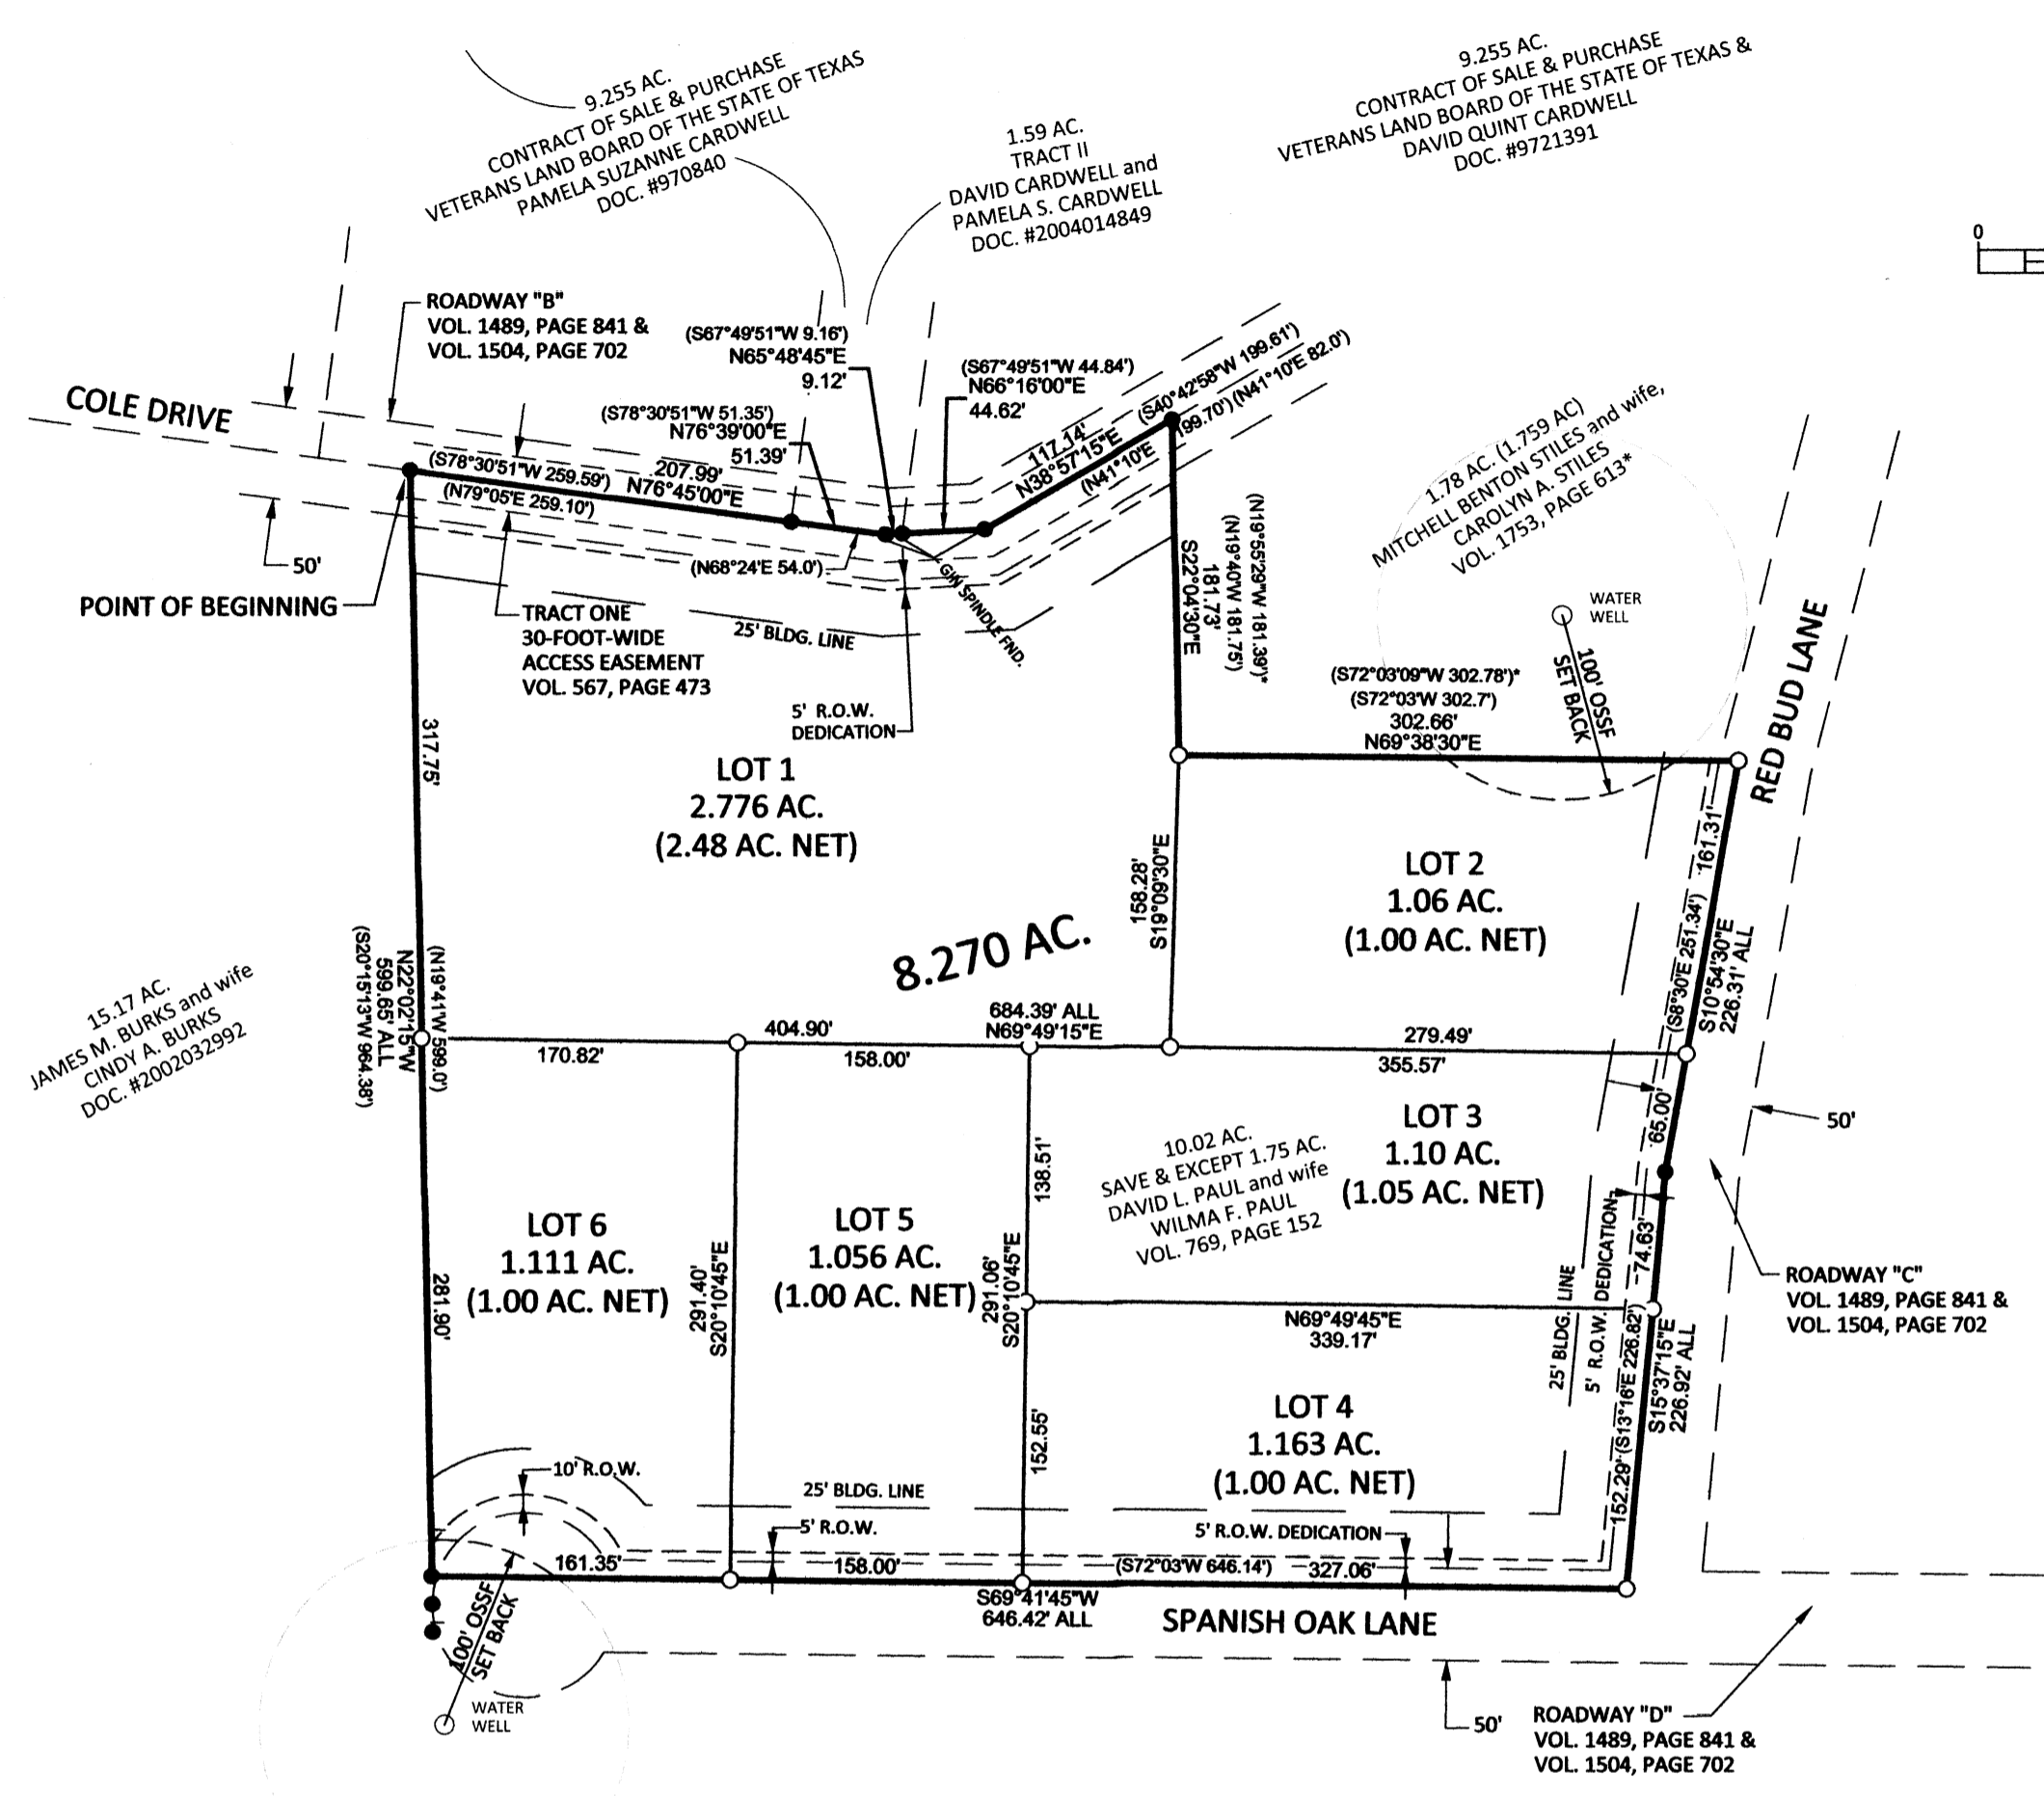 9.255 AC.
CONTRACT OF SALE & PURCHASE
VETERANS LAND BOARD OF THE STATE OF TEXAS
PAMELA SUZANNE CARDWELL
DOC. #970840
1.59 AC.
TRACT II
DAVID CARDWELL and
PAMELA S. CARDWELL
DOC. #2004014849
9.255 AC.
CONTRACT OF SALE & PURCHASE
VETERANS LAND BOARD OF THE STATE OF TEXAS &
DAVID QUINT CARDWELL
DOC. #9721391
0
ROADWAY "B"
VOL. 1489, PAGE 841 &
VOL. 1504, PAGE 702
(S67°49'51"W 9.16')
N65°48'45"E
9.12'
(S67°49'51"W 44.84')
N66°16'00"E
44.62'
(S78°30'51"W 51.35')
N76°39'00"E
51.39'
COLE DRIVE
(S78°30'51"W 259.59')
207.99'
N76°45'00"E
(N79°05'E 259.10')
117.14'
N38°57'15"E
(S40°42'58"W 199.61')
(N41°10'E 199.70')
(N41°10'E 82.0')
50'
POINT OF BEGINNING
(N68°24'E 54.0')
GIN SPINDLE FND.
TRACT ONE
30-FOOT-WIDE
ACCESS EASEMENT
VOL. 567, PAGE 473
25' BLDG. LINE
5' R.O.W.
DEDICATION
(N19°55'29"W 181.39')*
(N19°40'W 181.75')
181.73'
S22°04'30"E
1.78 AC. (1.759 AC)
MITCHELL BENTON STILES and wife,
CAROLYN A. STILES
VOL. 1753, PAGE 613*
WATER
WELL
100' OSSF
SET BACK
RED BUD LANE
(S72°03'09"W 302.78')*
(S72°03'W 302.7')
302.66'
N69°38'30"E
317.75'
LOT 1
2.776 AC.
(2.48 AC. NET)
158.28'
S19°09'30"E
LOT 2
1.06 AC.
(1.00 AC. NET)
161.31'
(S8°30'E 251.34')
S10°54'30"E
226.31' ALL
8.270 AC.
15.17 AC.
JAMES M. BURKS and wife
CINDY A. BURKS
DOC. #2002032992
(N19°41'W 599.0')
N22°02'15"W
599.65' ALL
(S20°15'13"W 964.38')
684.39' ALL
N69°49'15"E
404.90'
279.49'
170.82'
158.00'
355.57'
65.00'
50'
138.51'
10.02 AC.
SAVE & EXCEPT 1.75 AC.
DAVID L. PAUL and wife
WILMA F. PAUL
VOL. 769, PAGE 152
LOT 3
1.10 AC.
(1.05 AC. NET)
LOT 6
1.111 AC.
(1.00 AC. NET)
LOT 5
1.056 AC.
(1.00 AC. NET)
281.90'
291.40'
S20°10'45"E
291.06'
S20°10'45"E
N69°49'45"E
339.17'
25' BLDG. LINE
5' R.O.W. DEDICATION
74.63'
(S13°16'E 226.82')
S15°37'15"E
226.92' ALL
ROADWAY "C"
VOL. 1489, PAGE 841 &
VOL. 1504, PAGE 702
LOT 4
1.163 AC.
(1.00 AC. NET)
152.55'
152.29'
10' R.O.W.
25' BLDG. LINE
5' R.O.W.
5' R.O.W. DEDICATION
161.35'
158.00'
(S72°03'W 646.14')
327.06'
S69°41'45"W
646.42' ALL
SPANISH OAK LANE
100' OSSF
SET BACK
WATER
WELL
50'
ROADWAY "D"
VOL. 1489, PAGE 841 &
VOL. 1504, PAGE 702